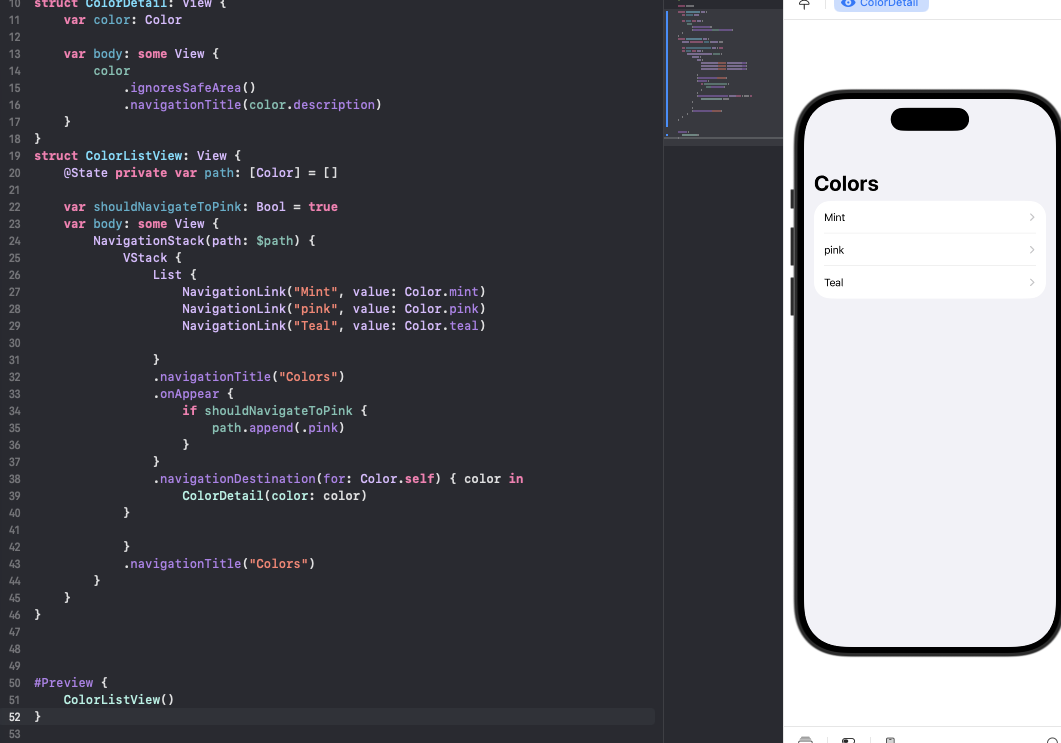 10 struct ColorDetail: View {
11     var color: Color
12
13     var body: some View {
14         color
15             .ignoresSafeArea()
16             .navigationTitle(color.description)
17     }
18 }
19 struct ColorListView: View {
20     @State private var path: [Color] = []
21
22     var shouldNavigateToPink: Bool = true
23     var body: some View {
24         NavigationStack(path: $path) {
25             VStack {
26                 List {
27                     NavigationLink("Mint", value: Color.mint)
28                     NavigationLink("pink", value: Color.pink)
29                     NavigationLink("Teal", value: Color.teal)
30
31                 }
32                 .navigationTitle("Colors")
33                 .onAppear {
34                     if shouldNavigateToPink {
35                         path.append(.pink)
36                     }
37                 }
38                 .navigationDestination(for: Color.self) { color in
39                     ColorDetail(color: color)
40             }
41
42             }
43             .navigationTitle("Colors")
44         }
45     }
46 }
47
48
49
50 #Preview {
51     ColorListView()
52 }
53
ColorDetail
Colors
Mint
pink
Teal